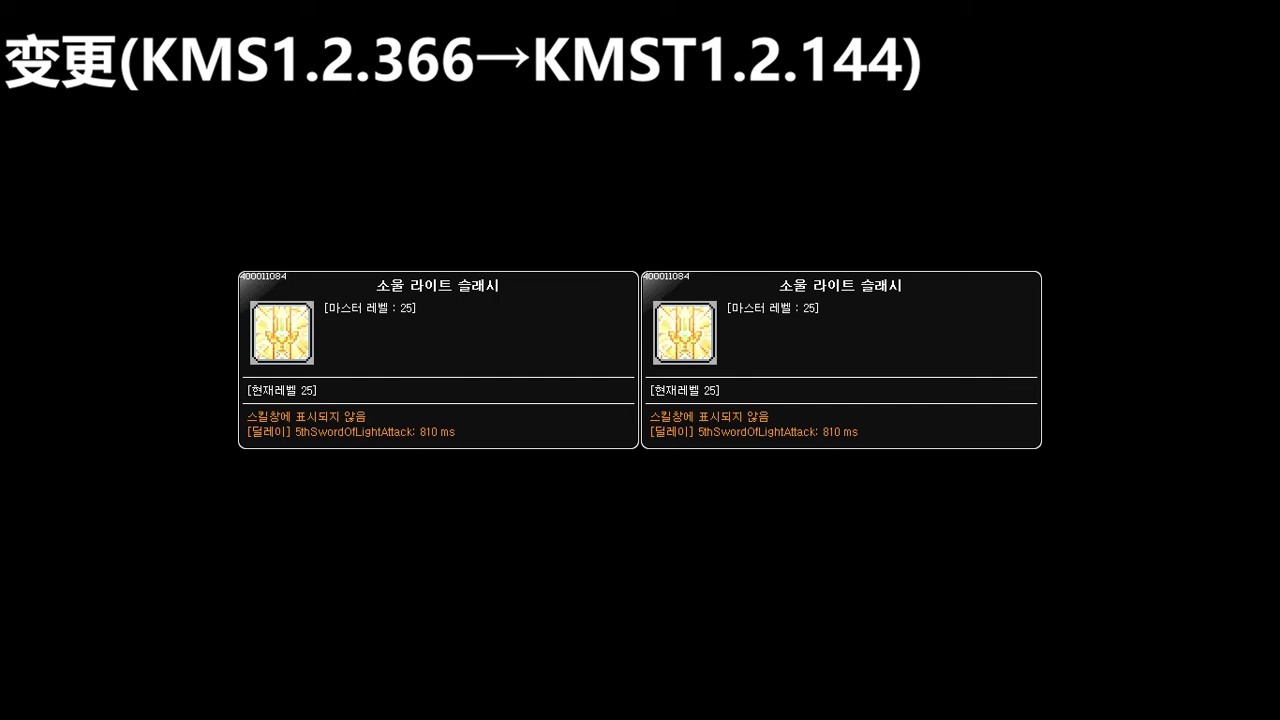 变更(KMS1.2.366→KMST1.2.144)
400011084
소울 라이트 슬래시
[마스터 레벨 : 25]
[현재레벨 25]
스킬창에 표시되지 않음
[딜레이] 5thSwordOfLightAttack: 810 ms
400011084
소울 라이트 슬래시
[마스터 레벨 : 25]
[현재레벨 25]
스킬창에 표시되지 않음
[딜레이] 5thSwordOfLightAttack: 810 ms